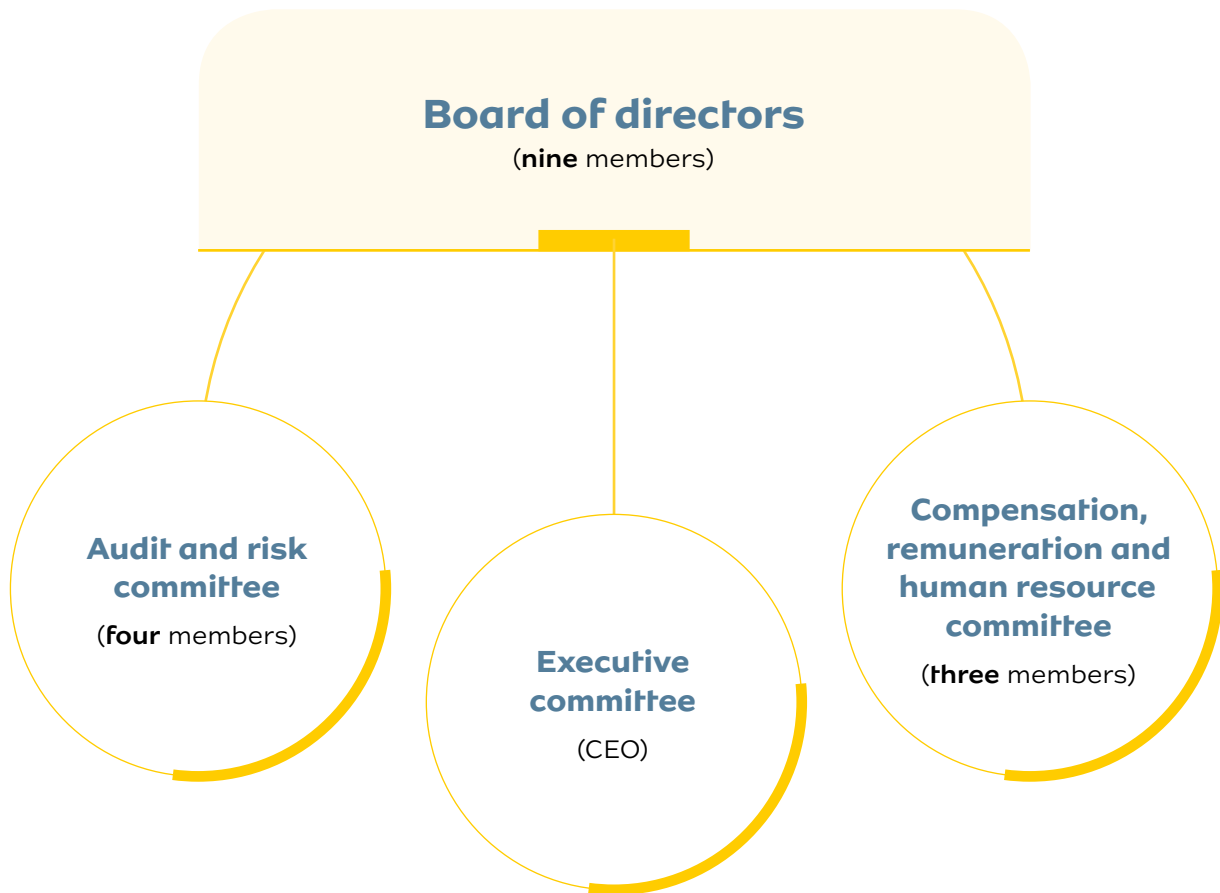 Board of directors
(nine members)
Audit and risk
committee
(four members)
Executive
committee
(CEO)
Compensation,
remuneration and
human resource
committee
(three members)